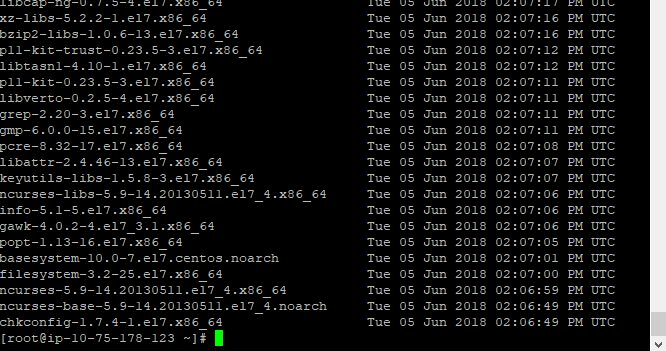 libcap-ng-0.7.5-4.el7.x86_64 Tue 05 Jun 2018 02:07:17 PM UTC
xz-libs-5.2.2-1.el7.x86_64 Tue 05 Jun 2018 02:07:16 PM UTC
bzip2-libs-1.0.6-13.el7.x86_64 Tue 05 Jun 2018 02:07:16 PM UTC
p11-kit-trust-0.23.5-3.el7.x86_64 Tue 05 Jun 2018 02:07:12 PM UTC
libtasn1-4.10-1.el7.x86_64 Tue 05 Jun 2018 02:07:12 PM UTC
p11-kit-0.23.5-3.el7.x86_64 Tue 05 Jun 2018 02:07:11 PM UTC
libverto-0.2.5-4.el7.x86_64 Tue 05 Jun 2018 02:07:11 PM UTC
grep-2.20-3.el7.x86_64 Tue 05 Jun 2018 02:07:11 PM UTC
gmp-6.0.0-15.el7.x86_64 Tue 05 Jun 2018 02:07:11 PM UTC
pcre-8.32-17.el7.x86_64 Tue 05 Jun 2018 02:07:08 PM UTC
libattr-2.4.46-13.el7.x86_64 Tue 05 Jun 2018 02:07:07 PM UTC
keyutils-libs-1.5.8-3.el7.x86_64 Tue 05 Jun 2018 02:07:07 PM UTC
ncurses-libs-5.9-14.20130511.el7_4.x86_64 Tue 05 Jun 2018 02:07:06 PM UTC
info-5.1-5.el7.x86_64 Tue 05 Jun 2018 02:07:06 PM UTC
gawk-4.0.2-4.el7_3.1.x86_64 Tue 05 Jun 2018 02:07:06 PM UTC
popt-1.13-16.el7.x86_64 Tue 05 Jun 2018 02:07:05 PM UTC
basesystem-10.0-7.el7.centos.noarch Tue 05 Jun 2018 02:07:01 PM UTC
filesystem-3.2-25.el7.x86_64 Tue 05 Jun 2018 02:07:00 PM UTC
ncurses-5.9-14.20130511.el7_4.x86_64 Tue 05 Jun 2018 02:06:59 PM UTC
ncurses-base-5.9-14.20130511.el7_4.noarch Tue 05 Jun 2018 02:06:49 PM UTC
chkconfig-1.7.4-1.el7.x86_64 Tue 05 Jun 2018 02:06:49 PM UTC
[root@ip-10-75-178-123 ~]#